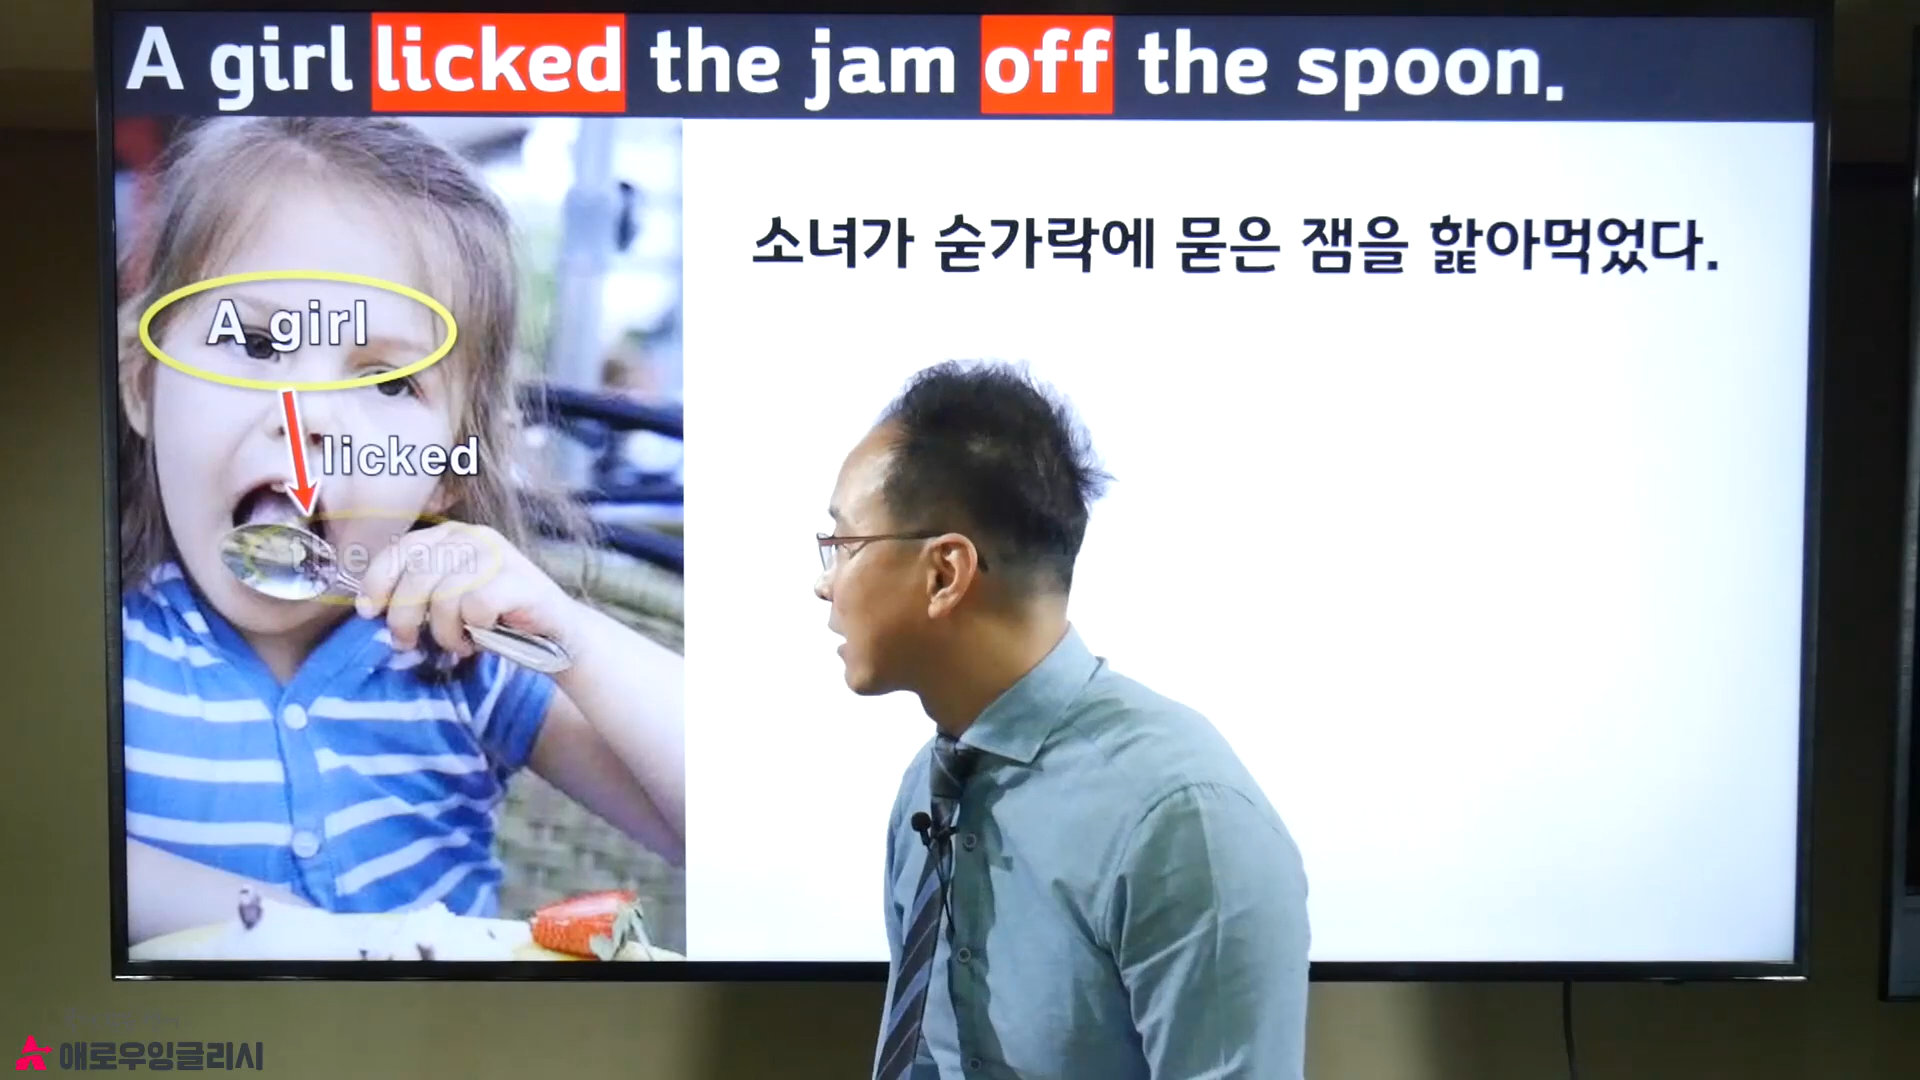 A girl licked the jam off the spoon.
소녀가 숟가락에 묻은 잼을 핥아먹었다.
A girl
licked
the jam
애로우잉글리시